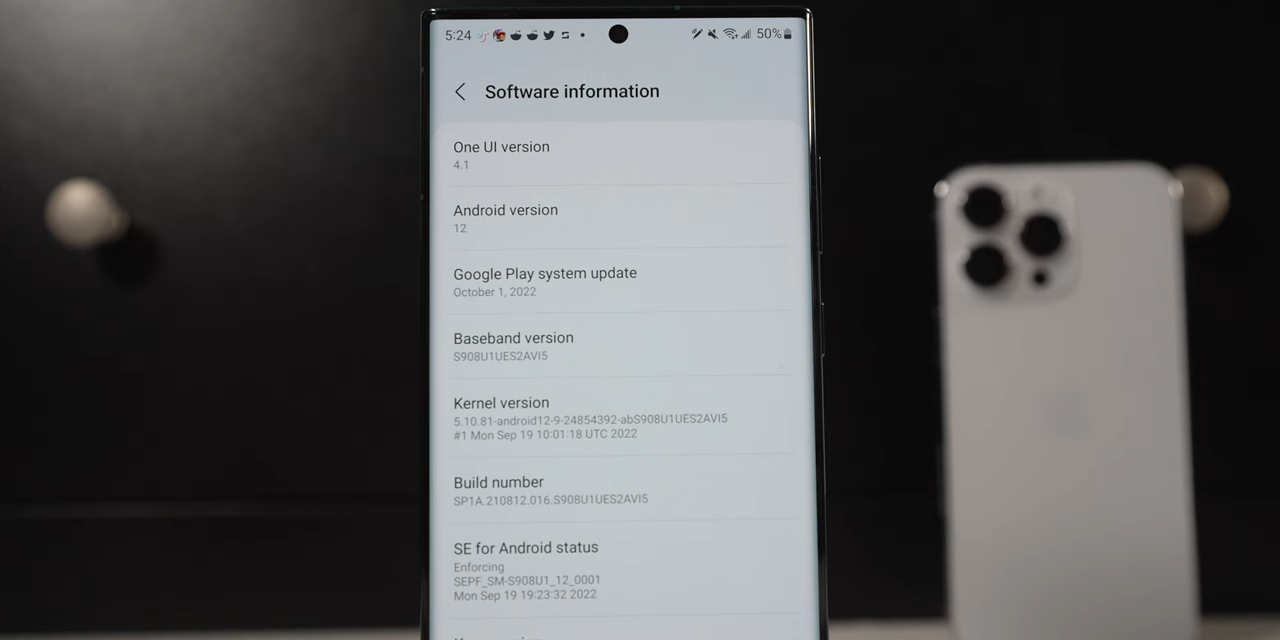 5:24
50%
Software information
One UI version
4.1
Android version
12
Google Play system update
October 1, 2022
Baseband version
S908U1UES2AVI5
Kernel version
5.10.81-android12-9-24854392-abS908U1UES2AVI5
#1 Mon Sep 19 10:01:18 UTC 2022
Build number
SP1A.210812.016.S908U1UES2AVI5
SE for Android status
Enforcing
SEPF_SM-S908U1_12_0001
Mon Sep 19 19:23:32 2022